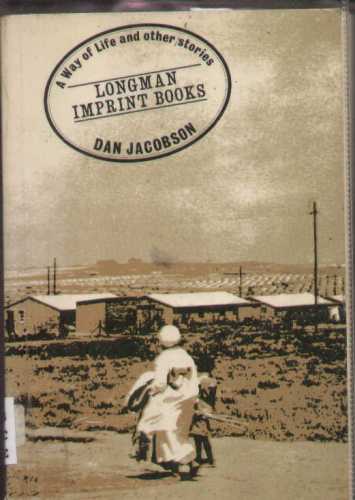 A Way of Life and other stories
LONGMAN
IMPRINT BOOKS
DAN JACOBSON